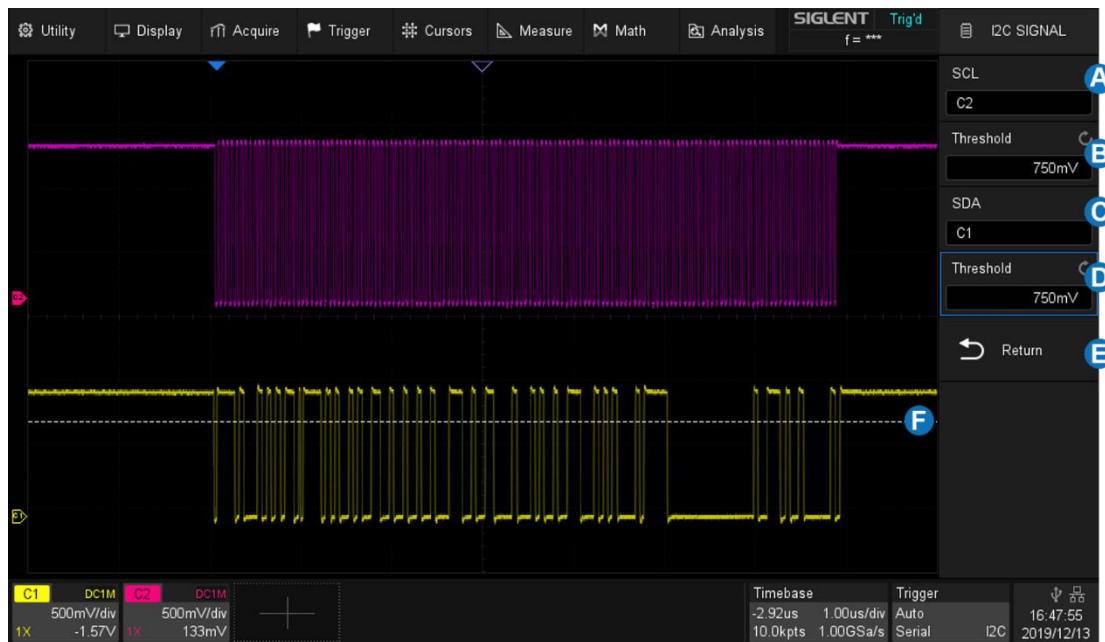 Utility Display Acquire Trigger Cursors Measure Math Analysis
SIGLENT Trig'd
f = ***
I2C SIGNAL
SCL
A
C2
Threshold
B
750mV
SDA
C
C1
Threshold
D
750mV
Return
E
C2
F
C1
C1 DC1M
500mV/div
1X -1.57V
C2 DC1M
500mV/div
1X 133mV
Timebase
-2.92us 1.00us/div
10.0kpts 1.00GSa/s
Trigger
Auto
Serial I2C
16:47:55
2019/12/13